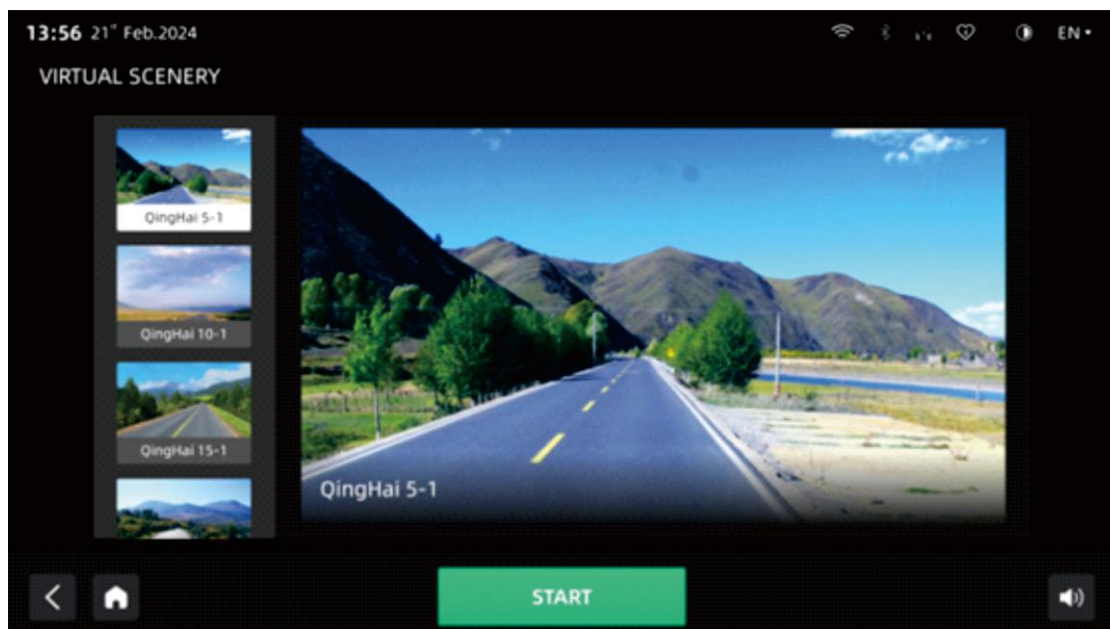 13:56 21st Feb.2024 EN
VIRTUAL SCENERY
QingHai 5-1
QingHai 10-1
QingHai 15-1
QingHai 5-1
START